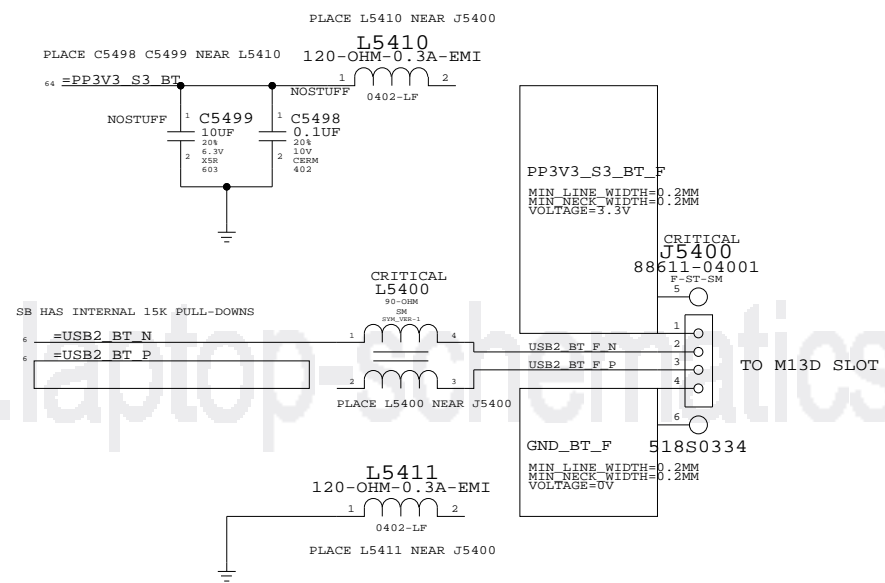 PLACE L5410 NEAR J5400
L5410
120-OHM-0.3A-EMI
PLACE C5498 C5499 NEAR L5410
1 2
64 =PP3V3_S3_BT
NOSTUFF
0402-LF
NOSTUFF
1 C5499
10UF
20%
6.3V
2 X5R
603
1 C5498
0.1UF
20%
10V
2 CERM
402
PP3V3_S3_BT_F
MIN_LINE_WIDTH=0.2MM
MIN_NECK_WIDTH=0.2MM
VOLTAGE=3.3V
CRITICAL
J5400
88611-04001
F-ST-SM
5
CRITICAL
L5400
90-OHM
SM
SYM_VER-1
SB HAS INTERNAL 15K PULL-DOWNS
6 =USB2_BT_N
6 =USB2_BT_P
1 4
2 3
PLACE L5400 NEAR J5400
USB2_BT_F_N
USB2_BT_F_P
1
2
3
4
TO M13D SLOT
6
518S0334
GND_BT_F
MIN_LINE_WIDTH=0.2MM
MIN_NECK_WIDTH=0.2MM
VOLTAGE=0V
L5411
120-OHM-0.3A-EMI
1 2
0402-LF
PLACE L5411 NEAR J5400
.laptop-schematics